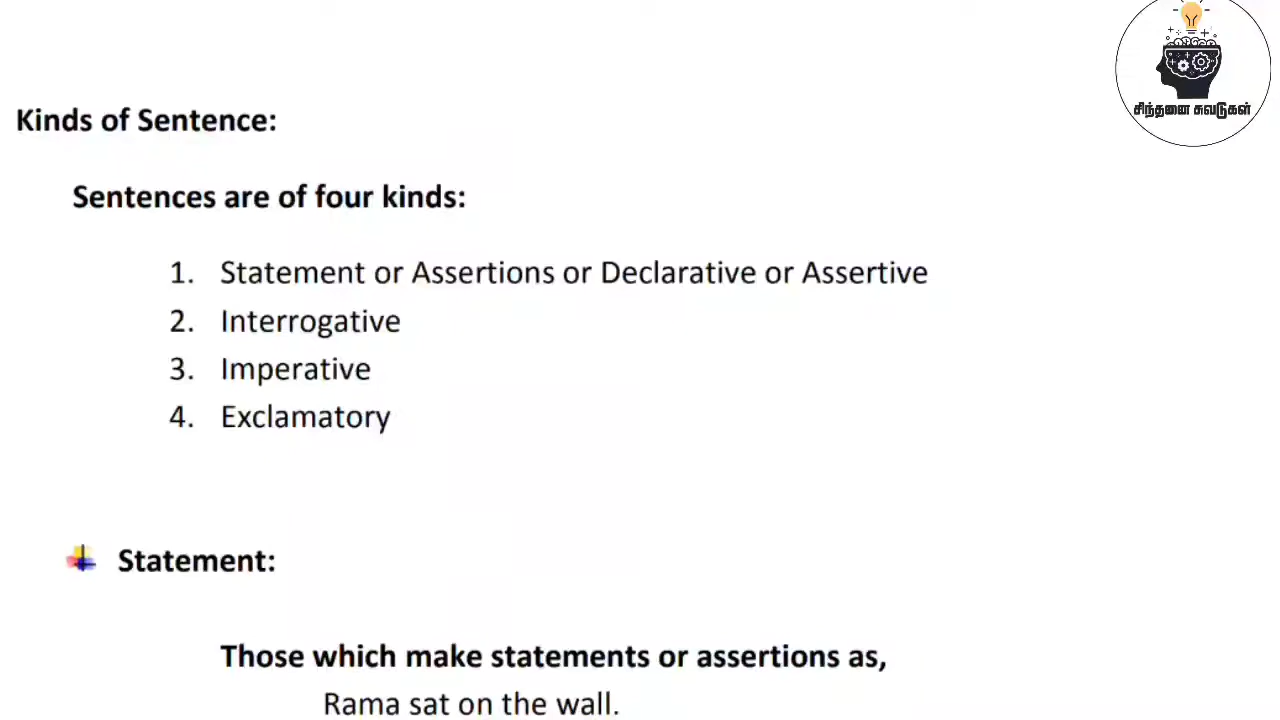 சிந்தனை சுவடுகள்
Kinds of Sentence:
Sentences are of four kinds:
1. Statement or Assertions or Declarative or Assertive
2. Interrogative
3. Imperative
4. Exclamatory
Statement:
Those which make statements or assertions as,
Rama sat on the wall.